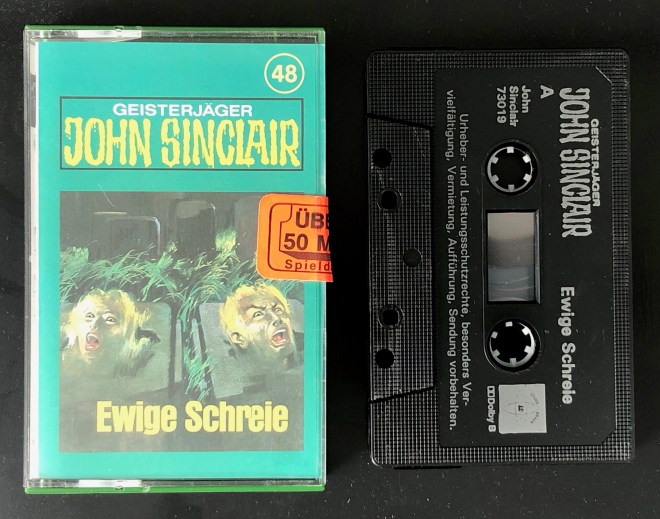 48
GEISTERJÄGER
JOHN SINCLAIR
ÜBE
50 M
Spield
Ewige Schreie
GEISTERJÄGER
JOHN SINCLAIR
A
Ewige Schreie
John
Sinclair
73019
Urheber- und Leistungsschutzrechte, besonders Ver-
vielfältigung, Vermietung, Aufführung, Sendung vorbehalten.
Dolby B